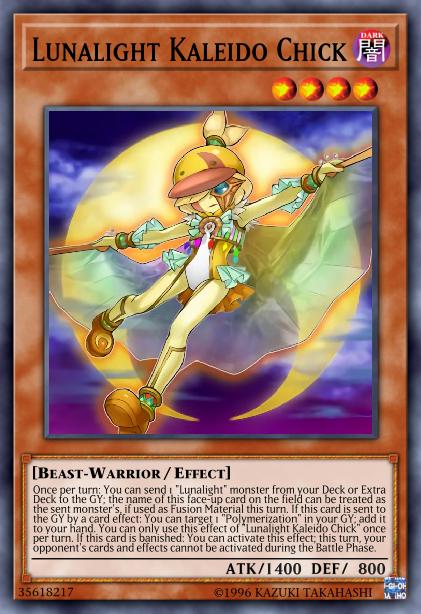 LUNALIGHT KALEIDO CHICK
DARK
闇
[BEAST-WARRIOR / EFFECT]
Once per turn: You can send 1 "Lunalight" monster from your Deck or Extra
Deck to the GY; the name of this face-up card on the field can be treated as
the sent monster's, if used as Fusion Material this turn. If this card is sent to
the GY by a card effect: You can target 1 "Polymerization" in your GY; add it
to your hand. You can only use this effect of "Lunalight Kaleido Chick" once
per turn. If this card is banished: You can activate this effect; this turn, your
opponent's cards and effects cannot be activated during the Battle Phase.
ATK/1400 DEF/ 800
35618217
©1996 KAZUKI TAKAHASHI